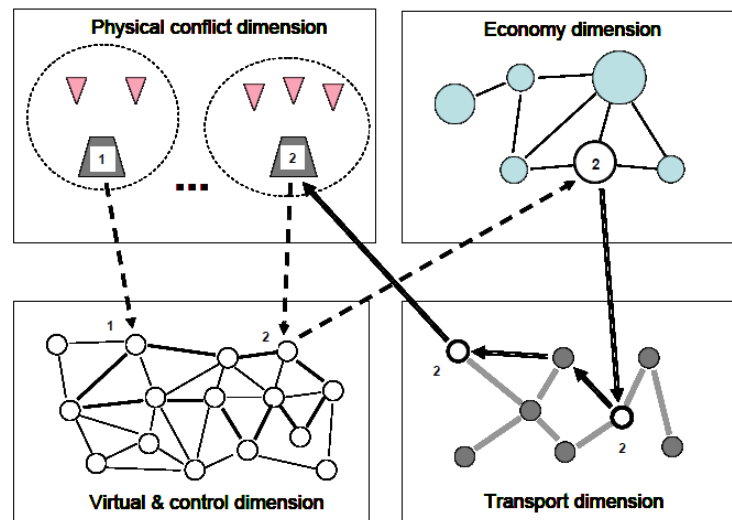 Physical conflict dimension
Economy dimension
1
2
2
1
2
2
2
Virtual & control dimension
Transport dimension